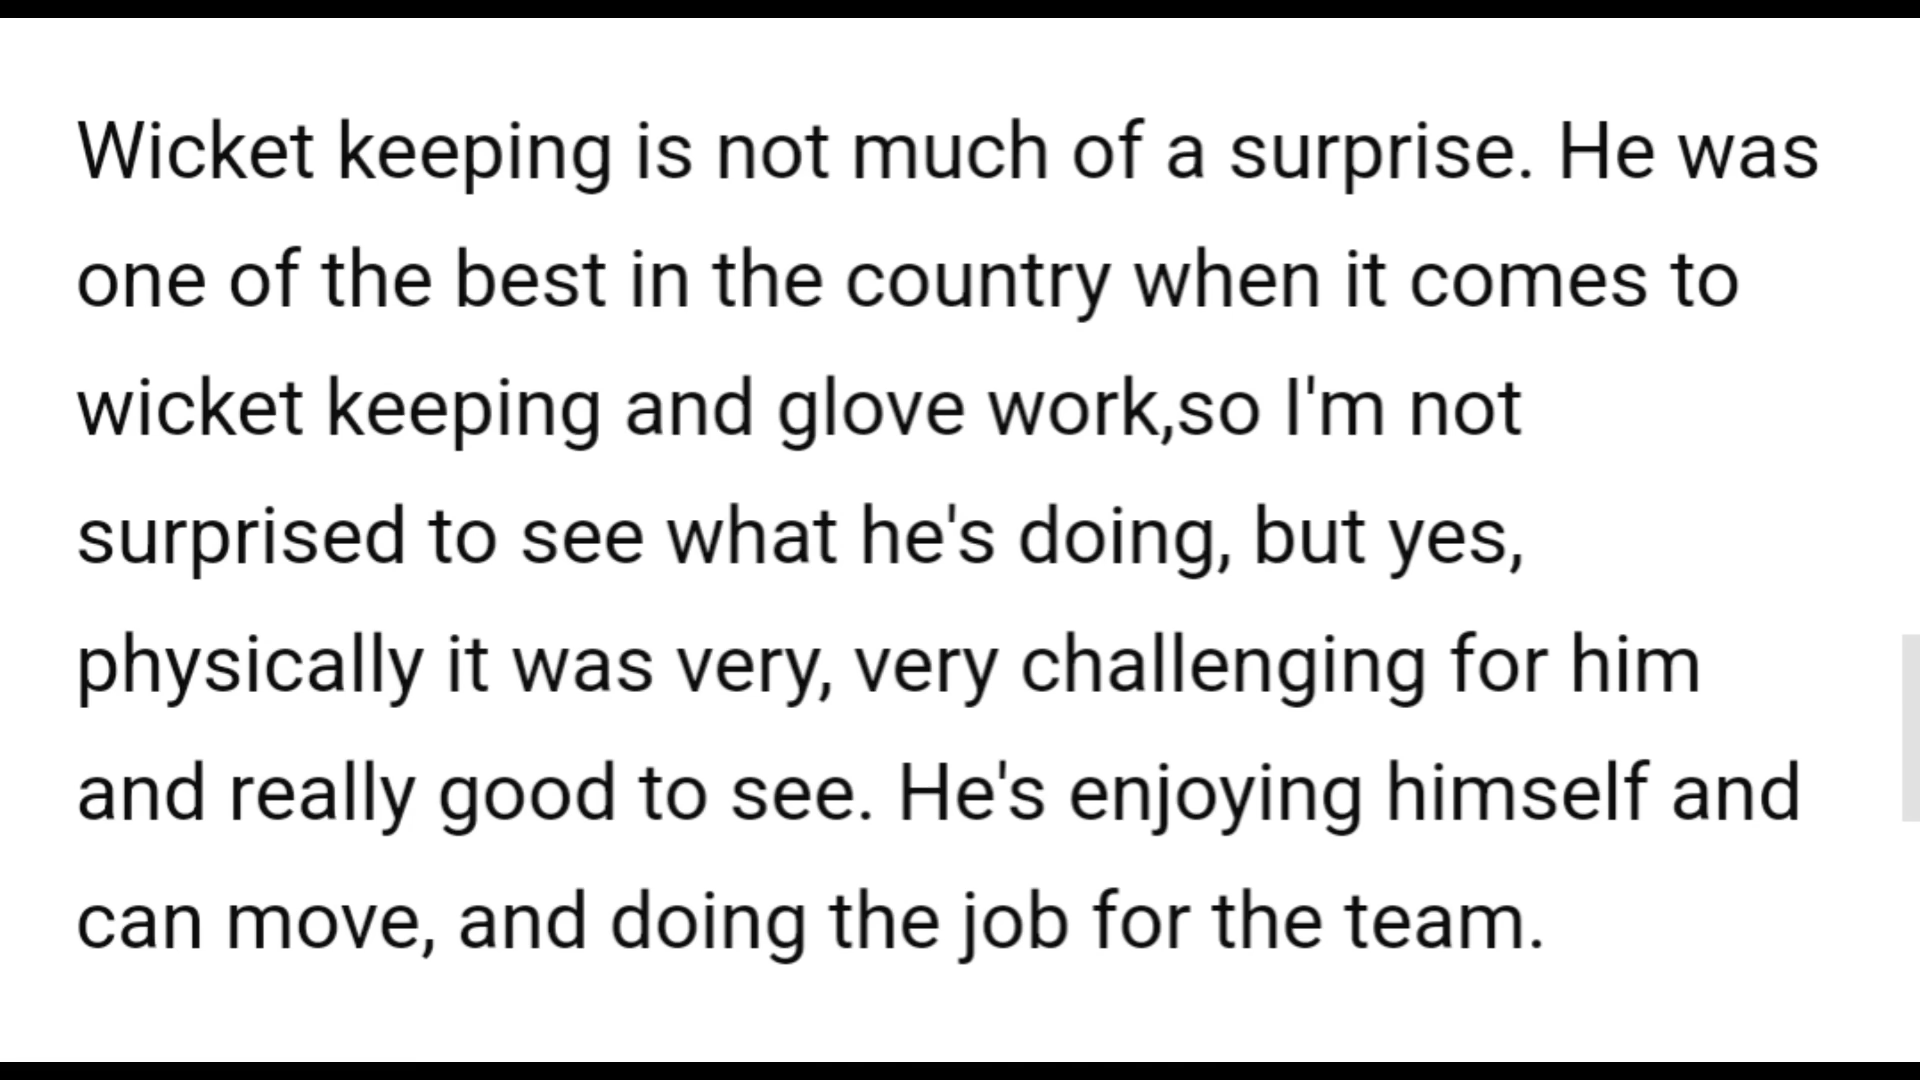 Wicket keeping is not much of a surprise. He was
one of the best in the country when it comes to
wicket keeping and glove work,so I'm not
surprised to see what he's doing, but yes,
physically it was very, very challenging for him
and really good to see. He's enjoying himself and
can move, and doing the job for the team.